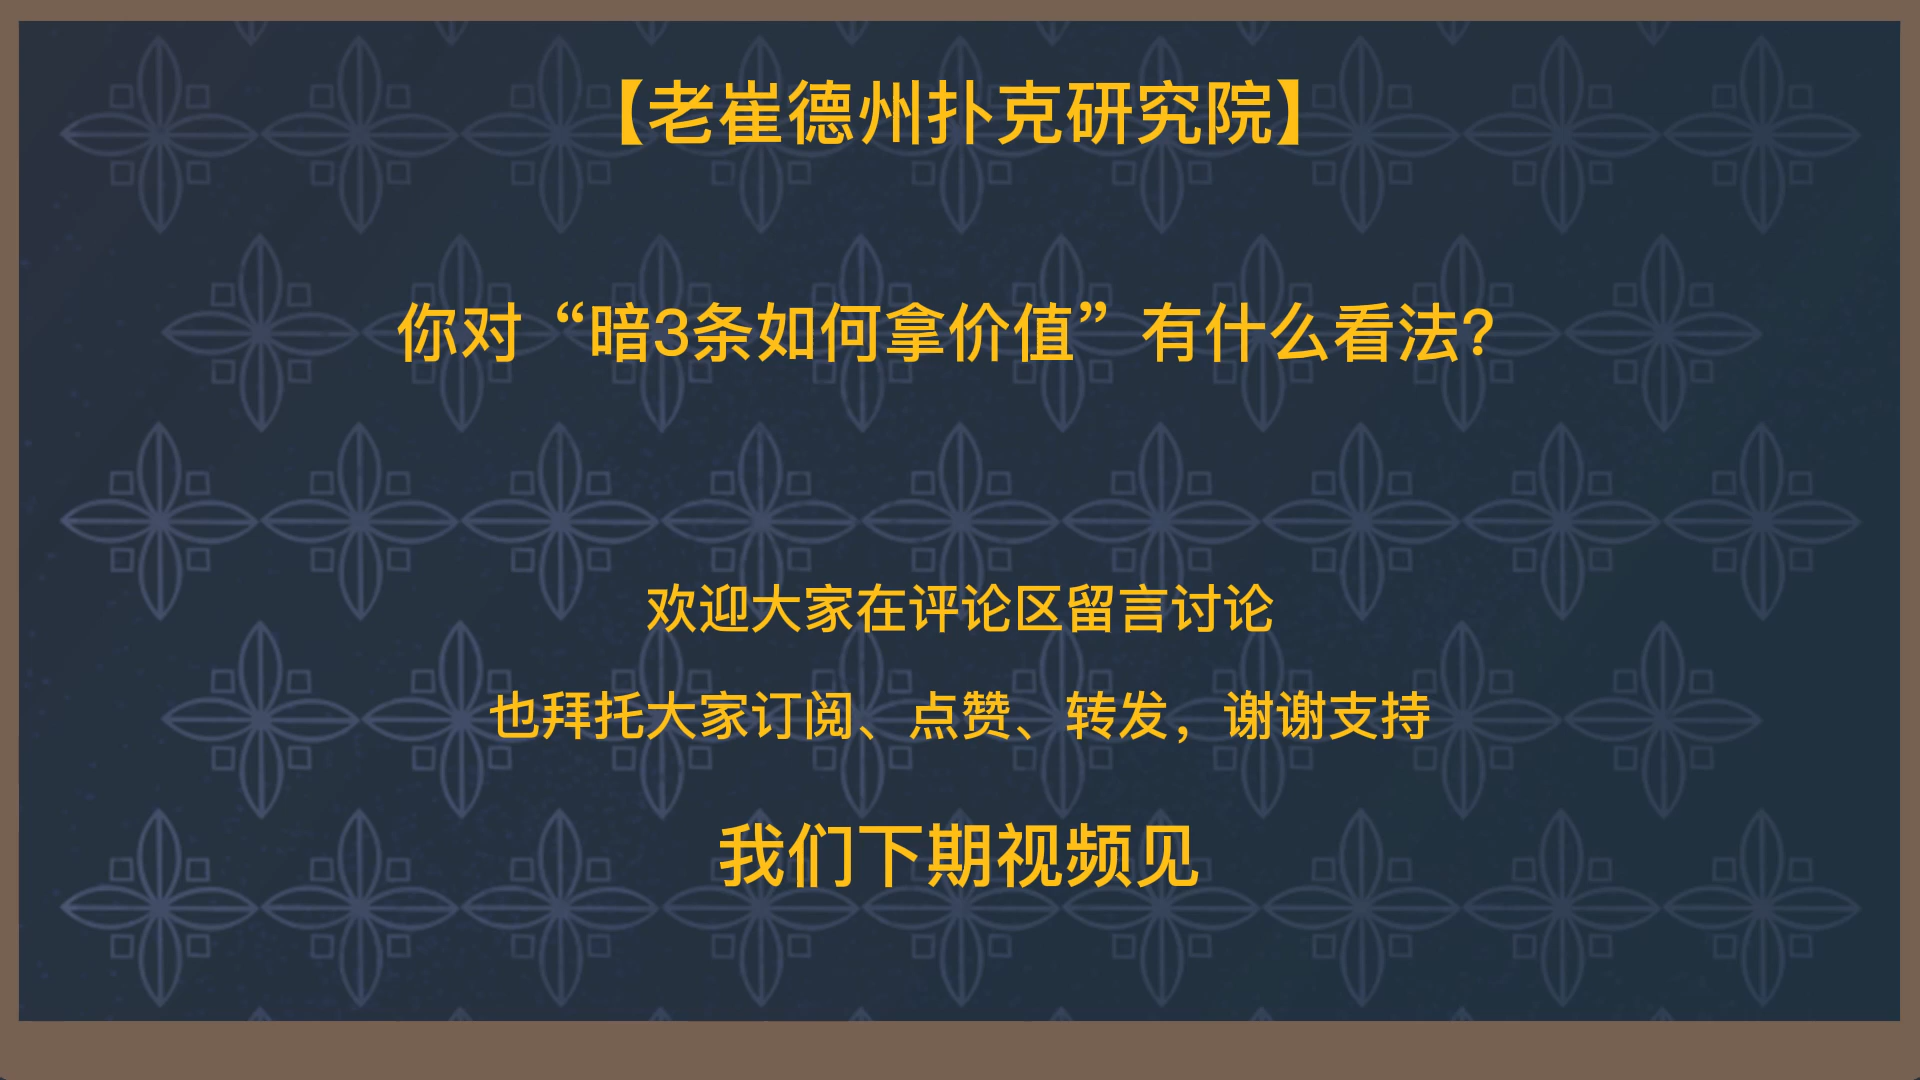 【老崔德州扑克研究院】
你对“暗3条如何拿价值”有什么看法?
欢迎大家在评论区留言讨论
也拜托大家订阅、点赞、转发，谢谢支持
我们下期视频见